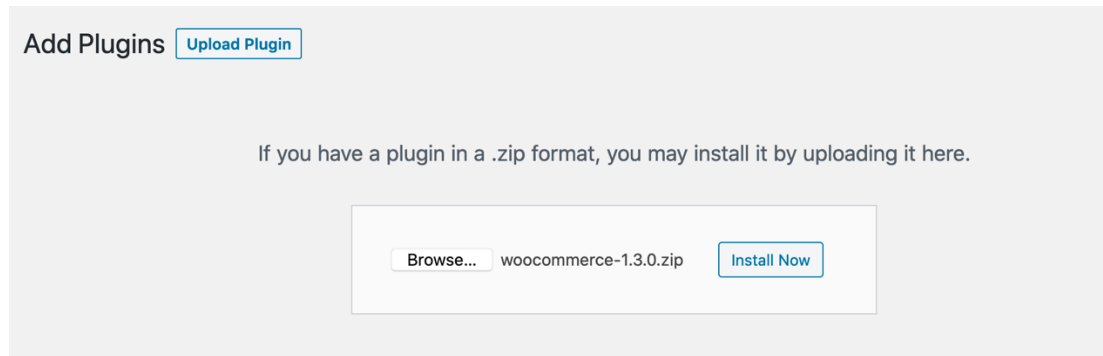 Add Plugins Upload Plugin
If you have a plugin in a .zip format, you may install it by uploading it here.
Browse... woocommerce-1.3.0.zip Install Now